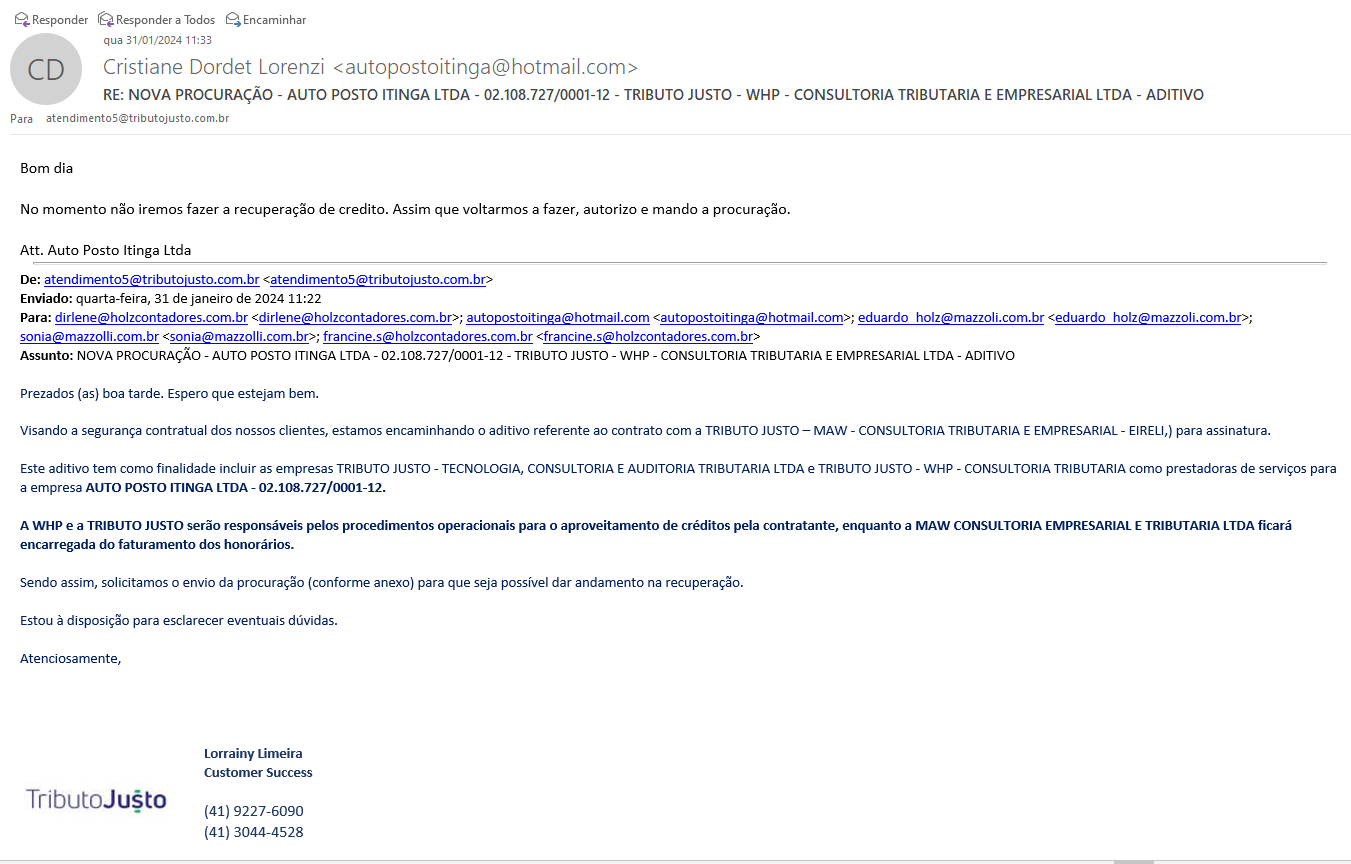 Responder Responder a Todos Encaminhar
qua 31/01/2024 11:33
CD
Cristiane Dordet Lorenzi <autopostoitinga@hotmail.com>
RE: NOVA PROCURAÇÃO - AUTO POSTO ITINGA LTDA - 02.108.727/0001-12 - TRIBUTO JUSTO - WHP - CONSULTORIA TRIBUTARIA E EMPRESARIAL LTDA - ADITIVO
Para atendimento5@tributojusto.com.br
Bom dia
No momento não iremos fazer a recuperação de credito. Assim que voltarmos a fazer, autorizo e mando a procuração.
Att. Auto Posto Itinga Ltda
De: atendimento5@tributojusto.com.br <atendimento5@tributojusto.com.br>
Enviado: quarta-feira, 31 de janeiro de 2024 11:22
Para: dirlene@holzcontadores.com.br <dirlene@holzcontadores.com.br>; autopostoitinga@hotmail.com <autopostoitinga@hotmail.com>; eduardo_holz@mazzoli.com.br <eduardo_holz@mazzoli.com.br>;
sonia@mazzolli.com.br <sonia@mazzolli.com.br>; francine.s@holzcontadores.com.br <francine.s@holzcontadores.com.br>
Assunto: NOVA PROCURAÇÃO - AUTO POSTO ITINGA LTDA - 02.108.727/0001-12 - TRIBUTO JUSTO - WHP - CONSULTORIA TRIBUTARIA E EMPRESARIAL LTDA - ADITIVO
Prezados (as) boa tarde. Espero que estejam bem.
Visando a segurança contratual dos nossos clientes, estamos encaminhando o aditivo referente ao contrato com a TRIBUTO JUSTO – MAW - CONSULTORIA TRIBUTARIA E EMPRESARIAL - EIRELI,) para assinatura.
Este aditivo tem como finalidade incluir as empresas TRIBUTO JUSTO - TECNOLOGIA, CONSULTORIA E AUDITORIA TRIBUTARIA LTDA e TRIBUTO JUSTO - WHP - CONSULTORIA TRIBUTARIA como prestadoras de serviços para
a empresa AUTO POSTO ITINGA LTDA - 02.108.727/0001-12.
A WHP e a TRIBUTO JUSTO serão responsáveis pelos procedimentos operacionais para o aproveitamento de créditos pela contratante, enquanto a MAW CONSULTORIA EMPRESARIAL E TRIBUTARIA LTDA ficará
encarregada do faturamento dos honorários.
Sendo assim, solicitamos o envio da procuração (conforme anexo) para que seja possível dar andamento na recuperação.
Estou à disposição para esclarecer eventuais dúvidas.
Atenciosamente,
Lorrainy Limeira
Customer Success
TributoJusto
(41) 9227-6090
(41) 3044-4528